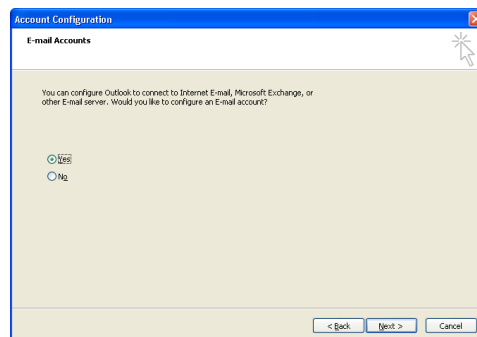 Account Configuration
E-mail Accounts
You can configure Outlook to connect to Internet E-mail, Microsoft Exchange, or
other E-mail server. Would you like to configure an E-mail account?
Yes
No
< Back Next > Cancel